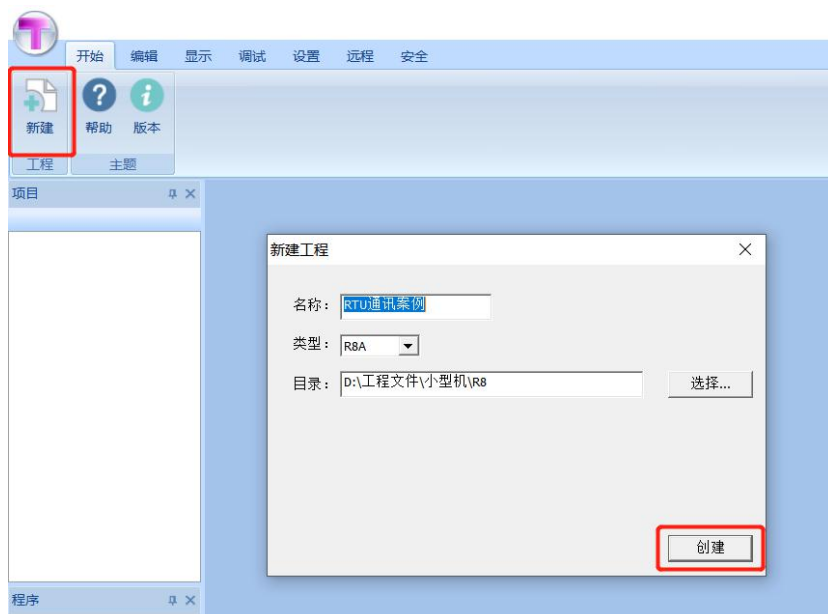 T
开始 编辑 显示 调试 设置 远程 安全
新建 帮助 版本
工程 主题
项目
新建工程
名称： RTU通讯案例
类型： R8A
目录： D:\工程文件\小型机\R8 选择...
创建
程序